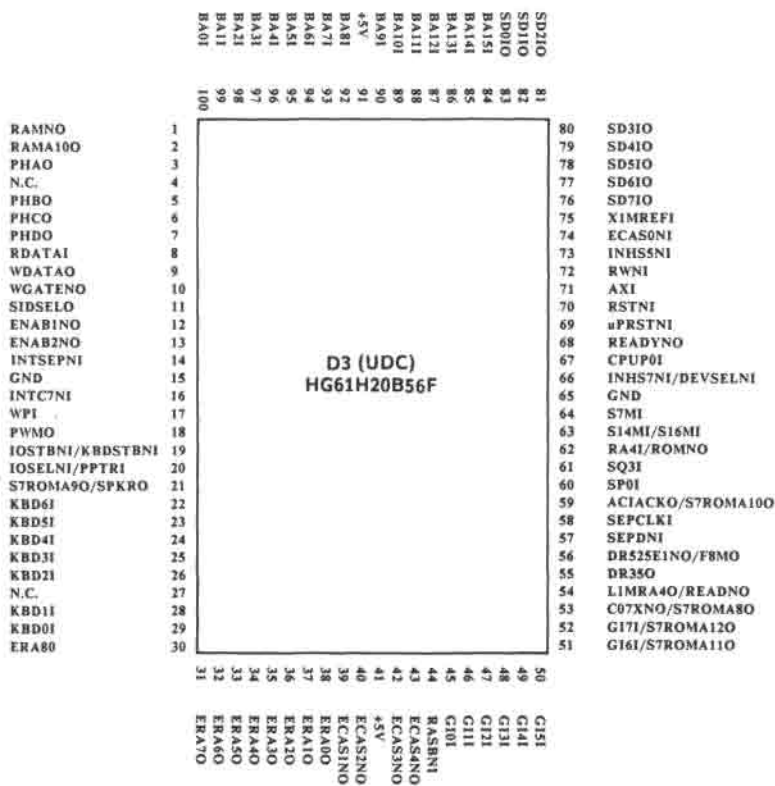 BA0I BA1I BA2I BA3I BA4I BA5I BA6I BA7I BA8I +5V BA9I BA10I BA11I BA12I BA13I BA14I BA15I SD0IO SD1IO SD2IO
100 99 98 97 96 95 94 93 92 91 90 89 88 87 86 85 84 83 82 81
RAMNO 1
RAMA10O 2
PHAO 3
N.C. 4
PHBO 5
PHCO 6
PHDO 7
RDATAI 8
WDATAO 9
WGATENO 10
SIDSELO 11
ENAB1NO 12
ENAB2NO 13
INTSEPNI 14
GND 15
INTC7NI 16
WPI 17
PWMO 18
IOSTBNI/KBDSTBNI 19
IOSELNI/PPTRI 20
S7ROMA9O/SPKRO 21
KBD6I 22
KBD5I 23
KBD4I 24
KBD3I 25
KBD2I 26
N.C. 27
KBD1I 28
KBD0I 29
ERA80 30
D3 (UDC)
HG61H20B56F
80 SD3IO
79 SD4IO
78 SD5IO
77 SD6IO
76 SD7IO
75 X1MREFI
74 ECAS0NI
73 INHS5NI
72 RWNI
71 AXI
70 RSTNI
69 uPRSTNI
68 READYNO
67 CPUP0I
66 INHS7NI/DEVSELNI
65 GND
64 S7MI
63 S14MI/S16MI
62 RA4I/ROMNO
61 SQ3I
60 SP0I
59 ACIACKO/S7ROMA10O
58 SEPCLKI
57 SEPDNI
56 DR525E1NO/F8MO
55 DR35O
54 L1MRA4O/READNO
53 C07XNO/S7ROMA8O
52 GI7I/S7ROMA12O
51 GI6I/S7ROMA11O
31 32 33 34 35 36 37 38 39 40 41 42 43 44 45 46 47 48 49 50
ERA7O ERA6O ERA5O ERA4O ERA3O ERA2O ERA1O ERA0O ECAS1NO ECAS2NO +5V ECAS3NO ECAS4NO RASBNI GI0I GI1I GI2I GI3I GI4I GI5I